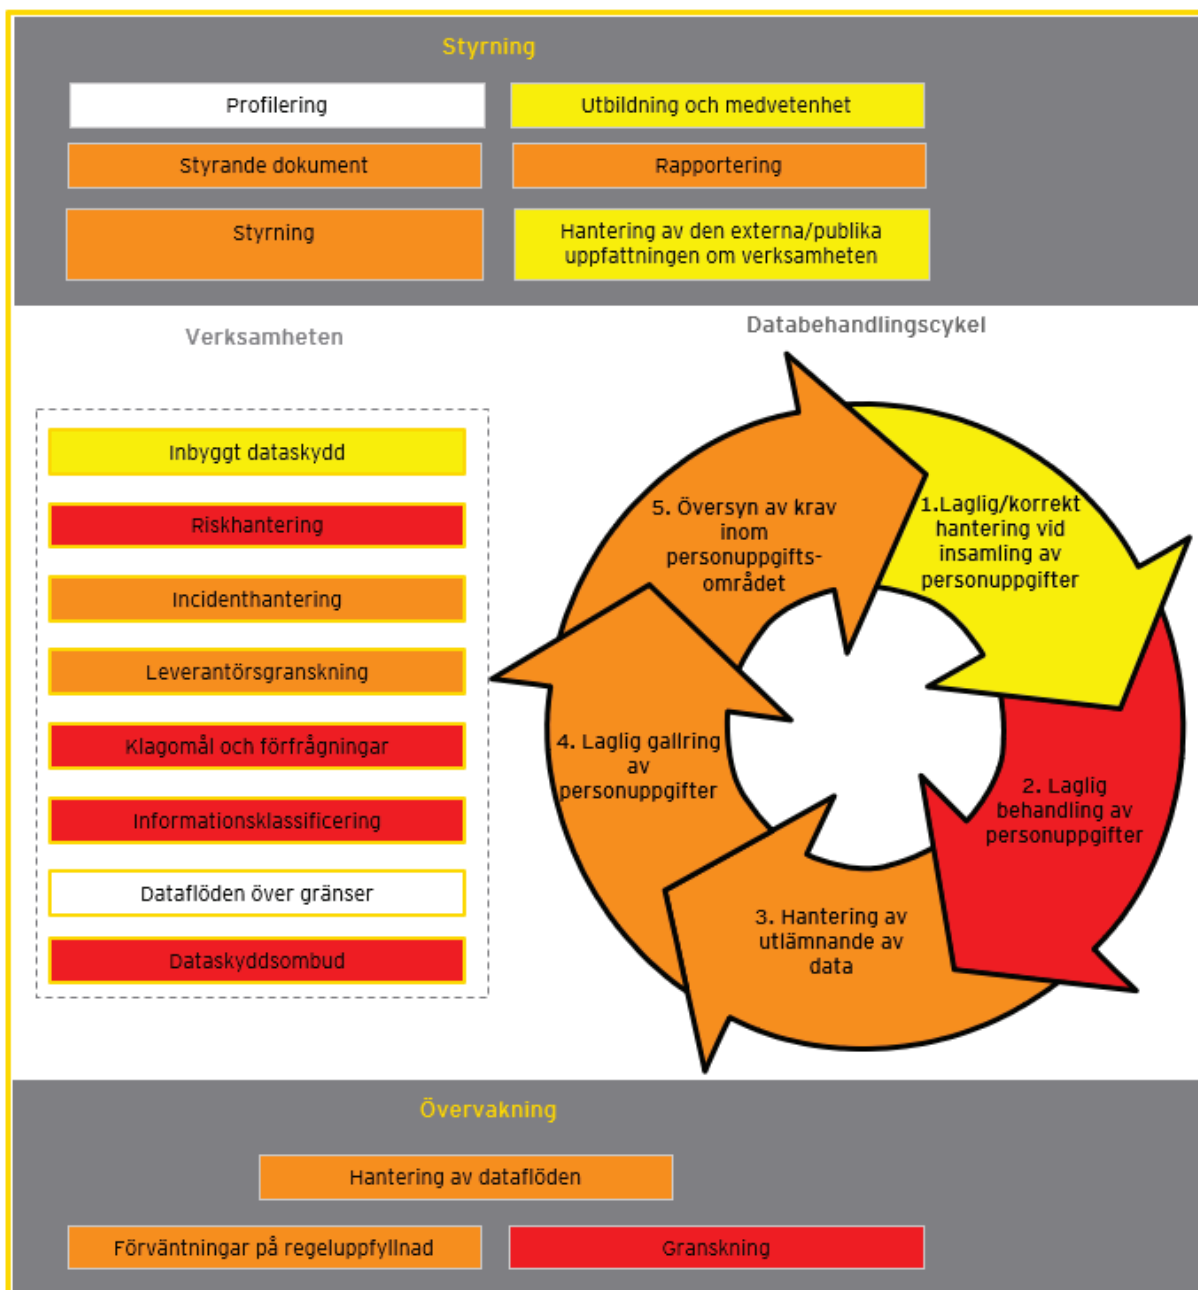 Styrning
Profilering
Utbildning och medvetenhet
Styrande dokument
Rapportering
Styrning
Hantering av den externa/publika
uppfattningen om verksamheten
Verksamheten
Inbyggt dataskydd
Riskhantering
Incidenthantering
Leverantörsgranskning
Klagomål och förfrågningar
Informationsklassificering
Dataflöden över gränser
Dataskyddsombud
Databehandlingscykel
1.Laglig/korrekt
hantering vid
insamling av
personuppgifter
2. Laglig
behandling av
personuppgifter
3. Hantering av
utlämnande av
data
4. Laglig gallring
av
personuppgifter
5. Översyn av krav
inom
personuppgifts-
området
Övervakning
Hantering av dataflöden
Förväntningar på regeluppfyllnad
Granskning